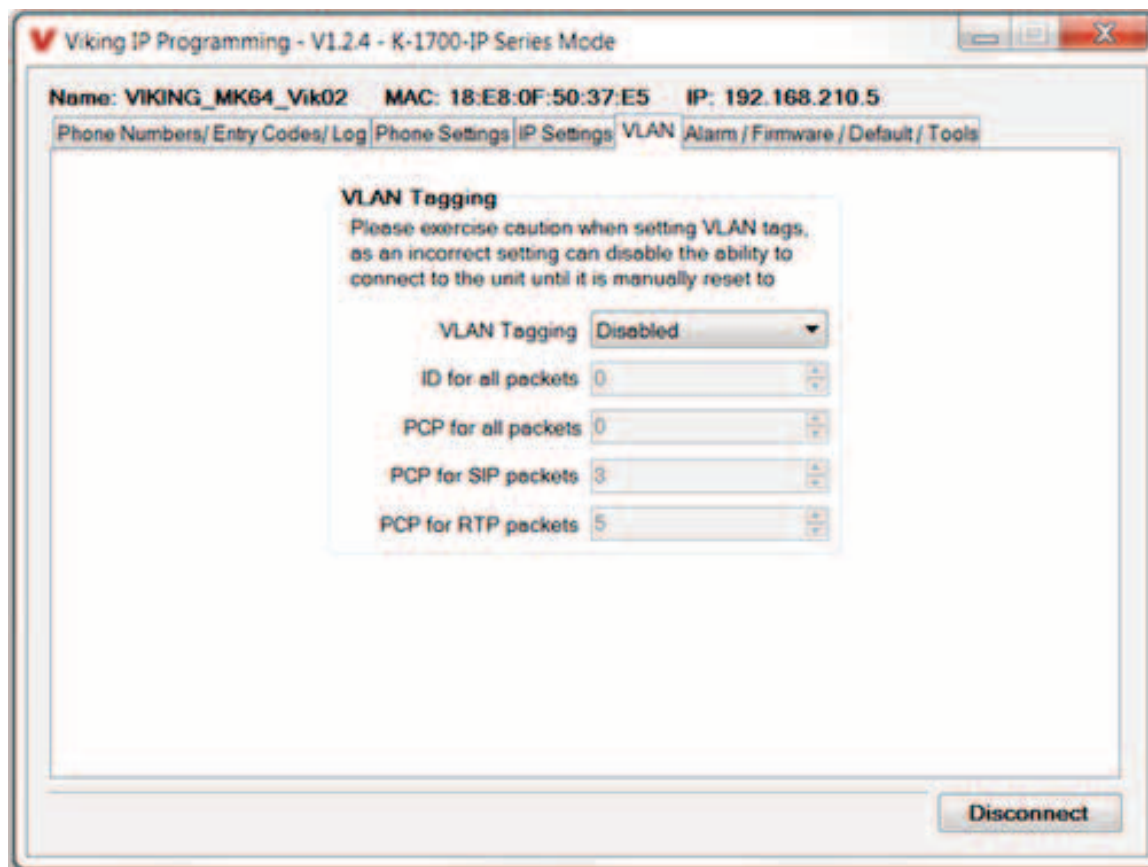 Viking IP Programming - V1.2.4 - K-1700-IP Series Mode
Name: VIKING_MK64_Vik02 MAC: 18:E8:0F:50:37:E5 IP: 192.168.210.5
Phone Numbers/ Entry Codes/ Log Phone Settings IP Settings VLAN Alarm / Firmware / Default / Tools
VLAN Tagging
Please exercise caution when setting VLAN tags,
as an incorrect setting can disable the ability to
connect to the unit until it is manually reset to
VLAN Tagging Disabled
ID for all packets 0
PCP for all packets 0
PCP for SIP packets 3
PCP for RTP packets 5
Disconnect